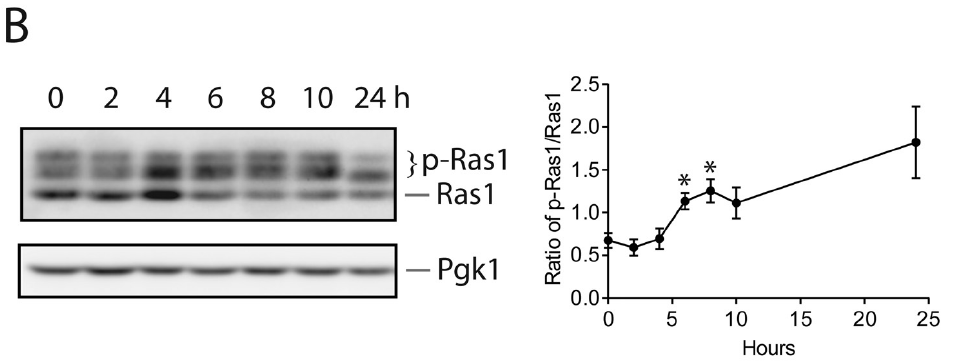 B
0 2 4 6 8 10 24 h
}p-Ras1
Ras1
Pgk1
Ratio of p-Ras1/Ras1
2.5
2.0
1.5
1.0
0.5
0.0
* *
0 5 10 15 20 25
Hours